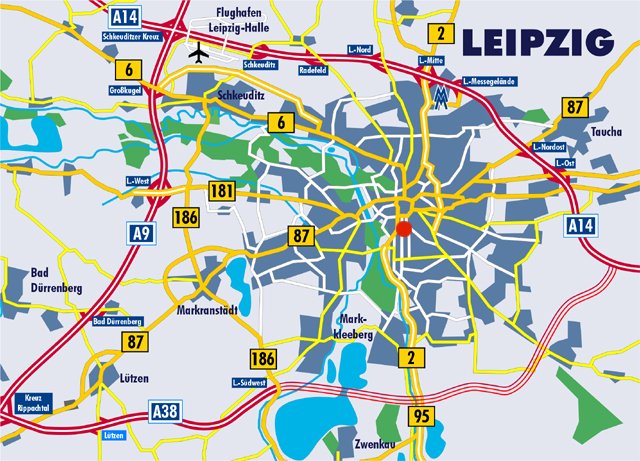 A14
Flughafen
Leipzig-Halle
2
LEIPZIG
Schkeuditzer Kreuz
L.-Nord
L.-Mitte
Schkeuditz
Radefeld
6
L.-Messegelände
Großkugel
Schkeuditz
87
6
Taucha
L.-Nordost
L.-Ost
L.-West
181
186
A9
87
A14
Bad
Dürrenberg
Markranstädt
Bad Dürrenberg
Mark-
kleeberg
87
186
2
Lützen
L.-Südwest
Kreuz
Rippachtal
A38
95
Lützen
Zwenkau